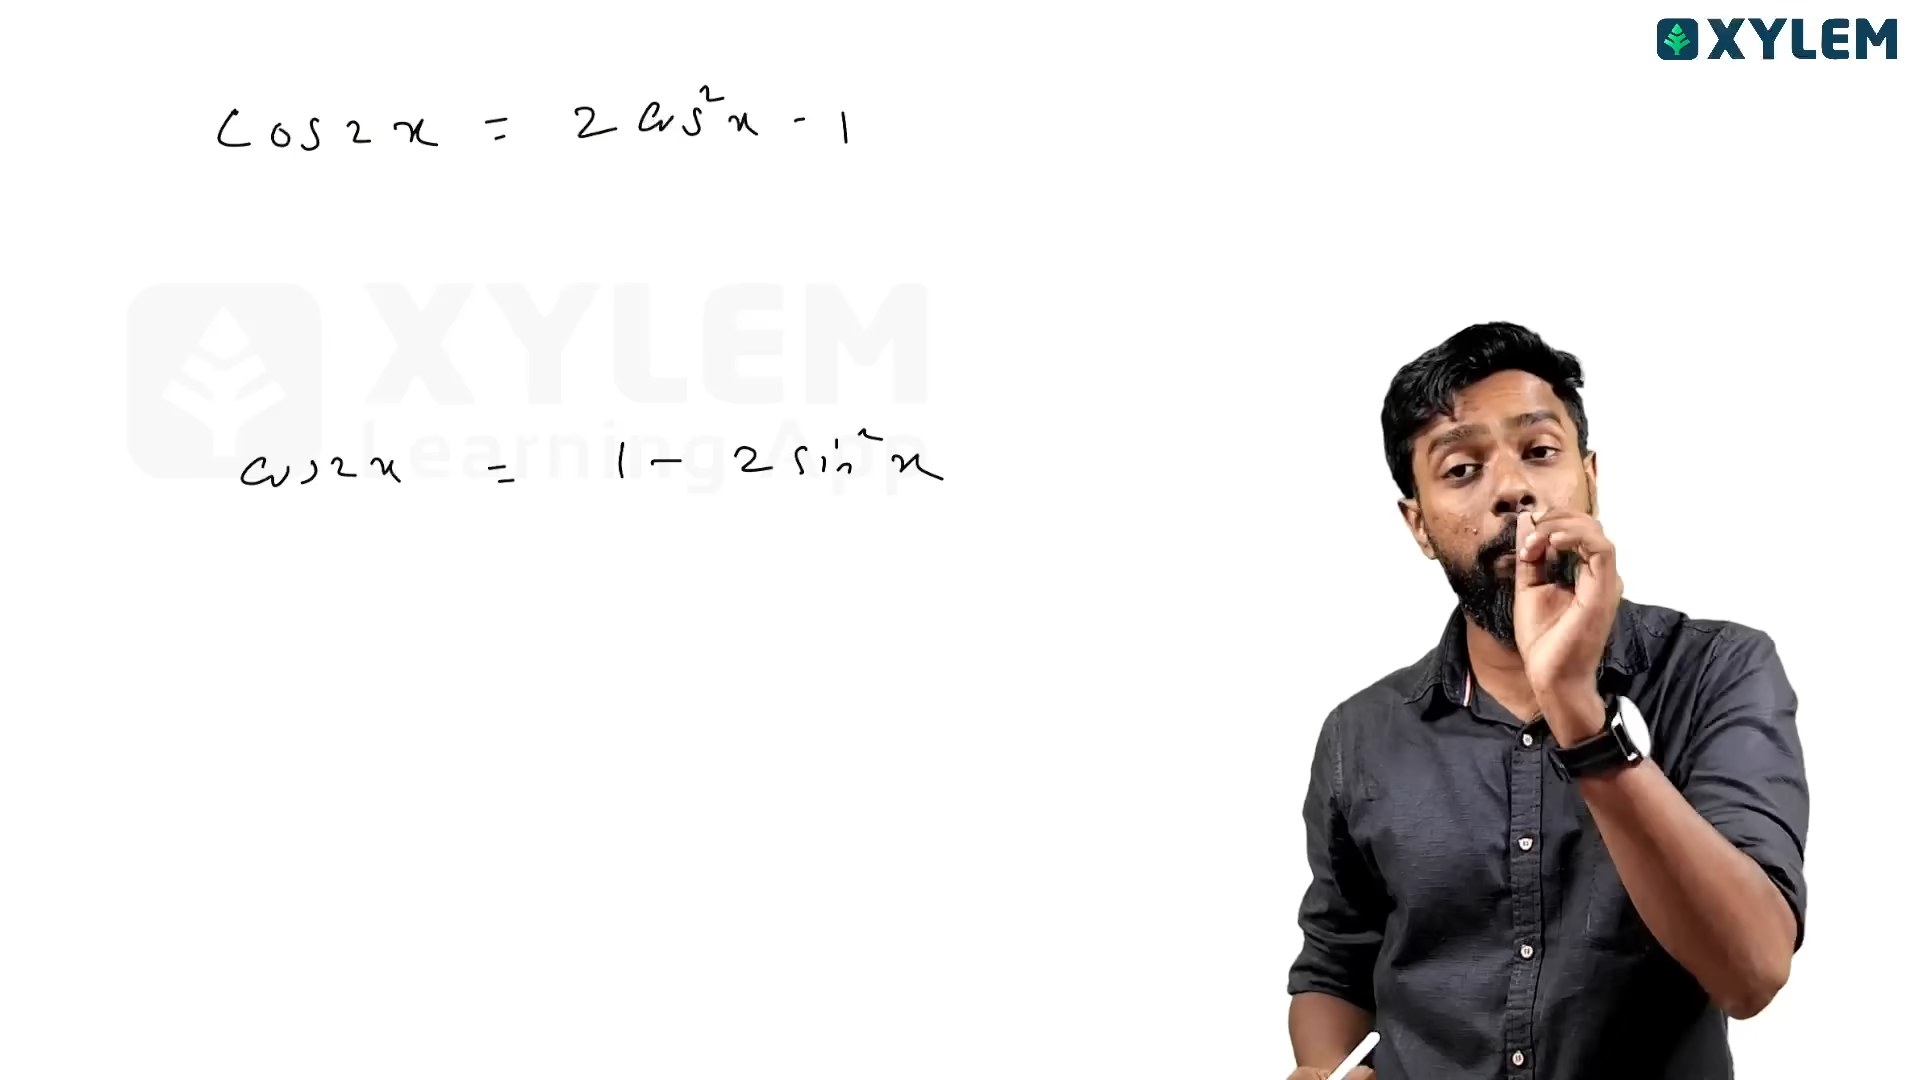 XYLEM
cos 2x = 2 cos²x - 1
XYLEM
Learning App
cos 2x = 1 - 2 sin²x